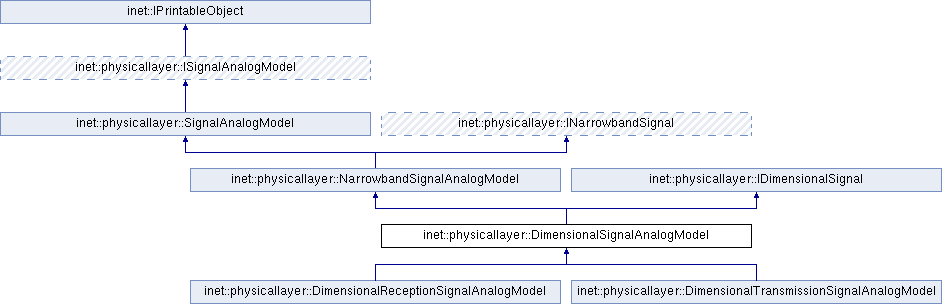 inet::IPrintableObject
inet::physicallayer::ISignalAnalogModel
inet::physicallayer::SignalAnalogModel
inet::physicallayer::INarrowbandSignal
inet::physicallayer::NarrowbandSignalAnalogModel
inet::physicallayer::IDimensionalSignal
inet::physicallayer::DimensionalSignalAnalogModel
inet::physicallayer::DimensionalReceptionSignalAnalogModel
inet::physicallayer::DimensionalTransmissionSignalAnalogModel